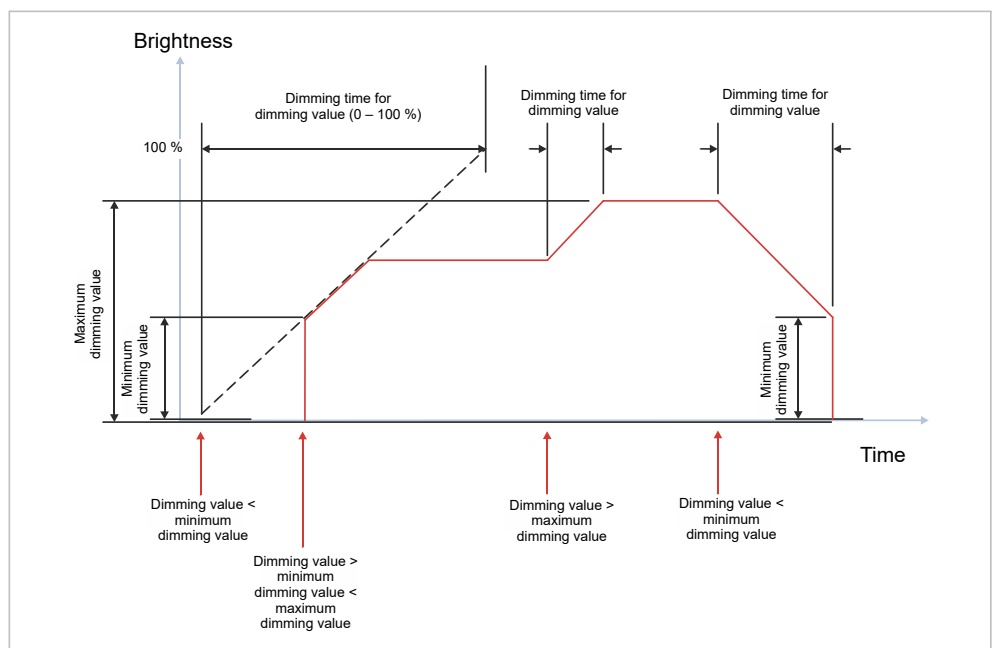 Brightness
Dimming time for
dimming value (0 – 100 %)
Dimming time for
dimming value
Dimming time for
dimming value
100 %
Maximum
dimming value
Minimum
dimming value
Minimum
dimming value
Time
Dimming value <
minimum
dimming value
Dimming value >
minimum
dimming value <
maximum
dimming value
Dimming value >
maximum
dimming value
Dimming value <
minimum
dimming value